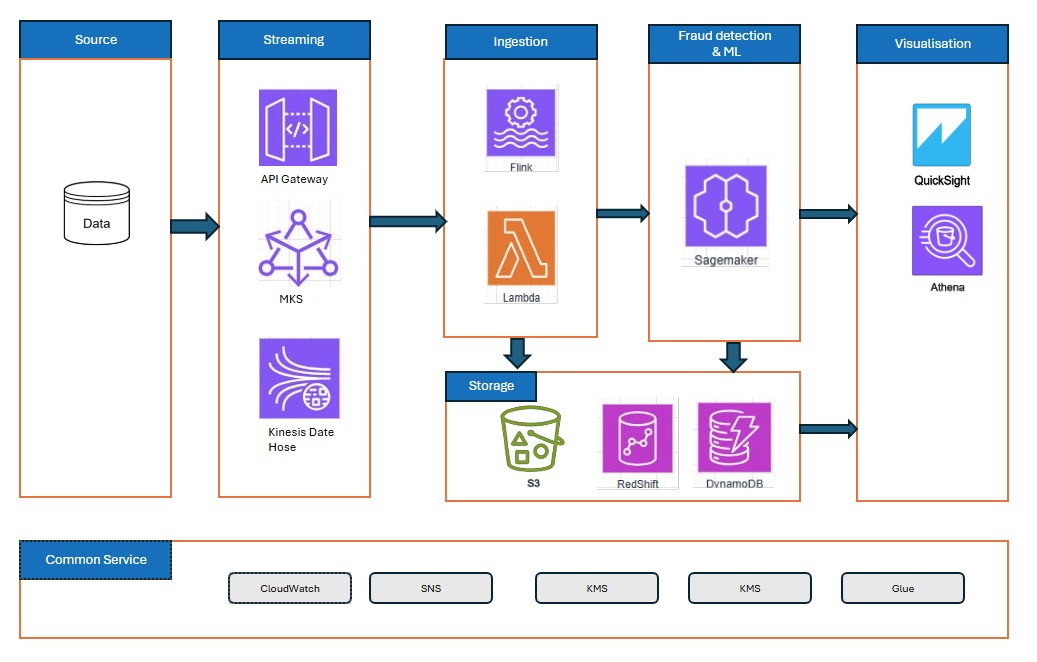 Source
Streaming
Ingestion
Fraud detection
& ML
Visualisation
Data
API Gateway
MKS
Kinesis Date
Hose
Flink
Lambda
Sagemaker
QuickSight
Athena
Storage
S3
RedShift
DynamoDB
Common Service
CloudWatch
SNS
KMS
KMS
Glue